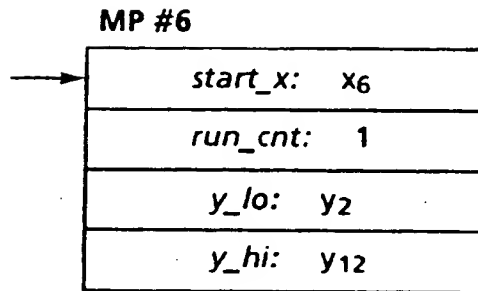 MP #6
start_x: x6
run_cnt: 1
y_lo: y2
y_hi: y12